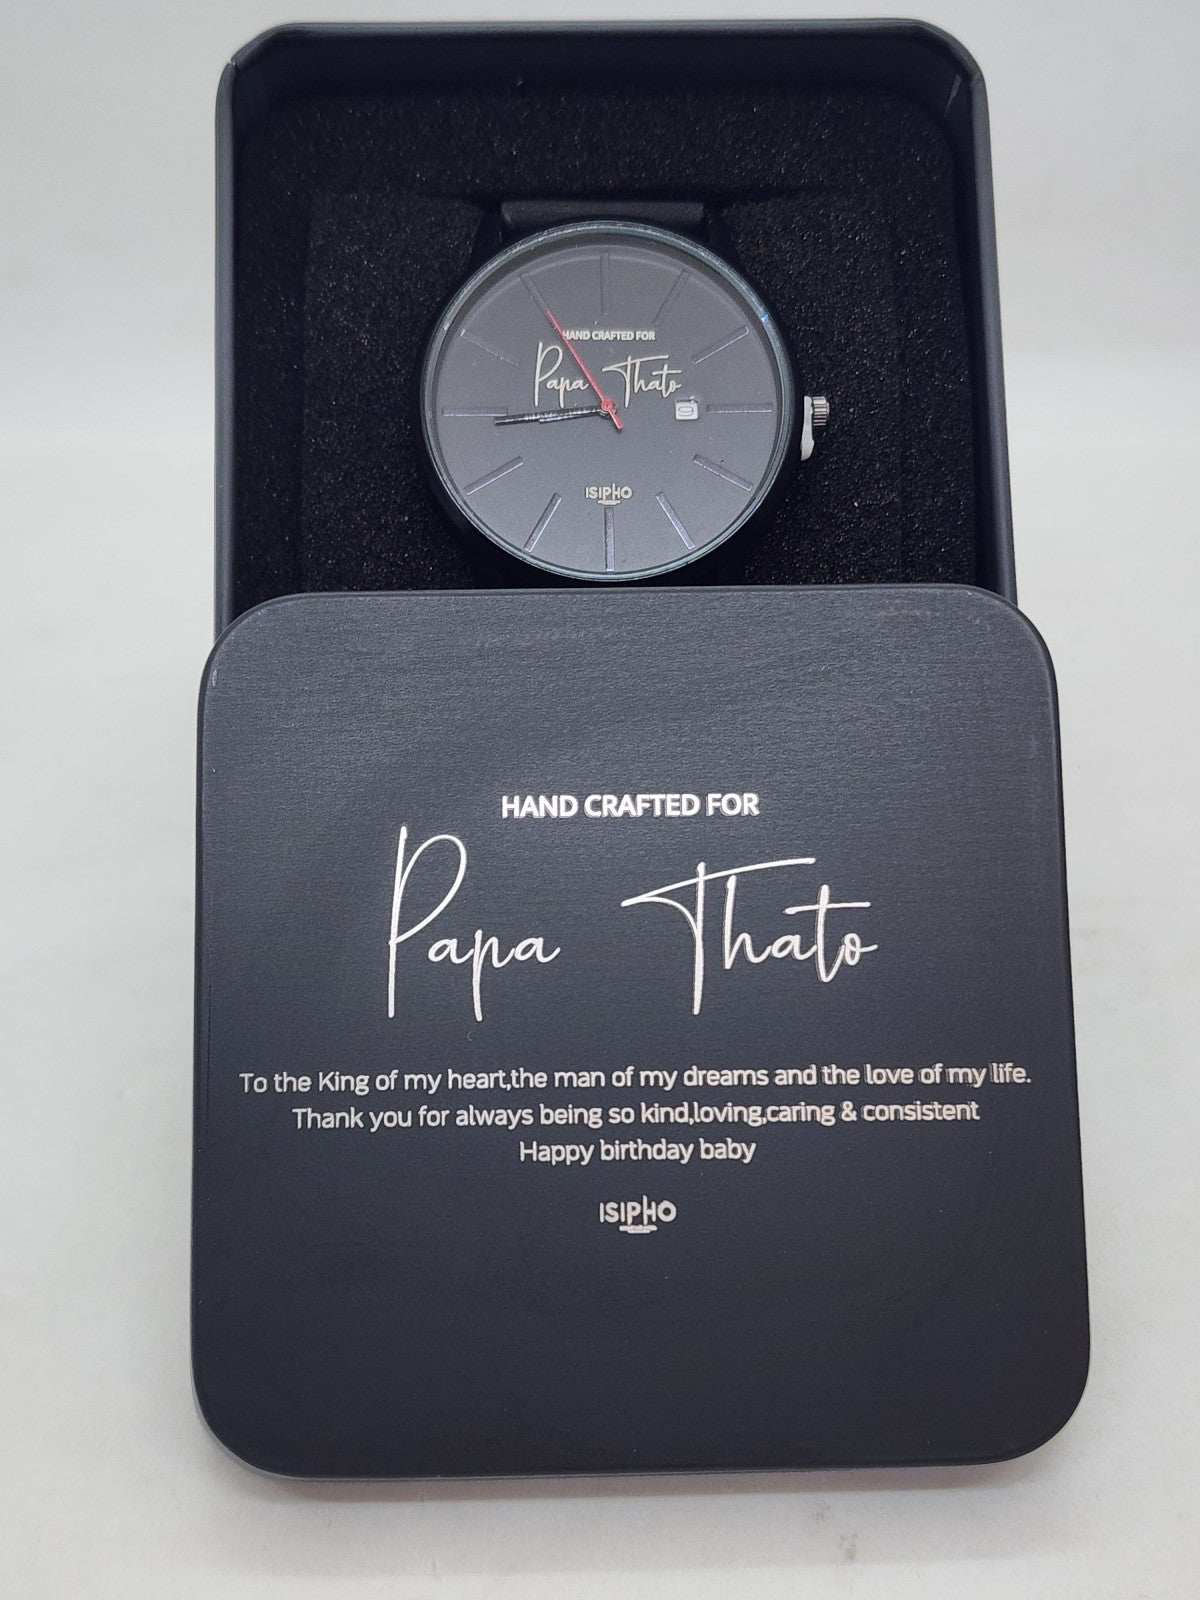 HAND CRAFTED FOR
Papa Thato
ISIPHO
HAND CRAFTED FOR
Papa Thato
To the King of my heart,the man of my dreams and the love of my life.
Thank you for always being so kind,loving,caring & consistent
Happy birthday baby
ISIPHO